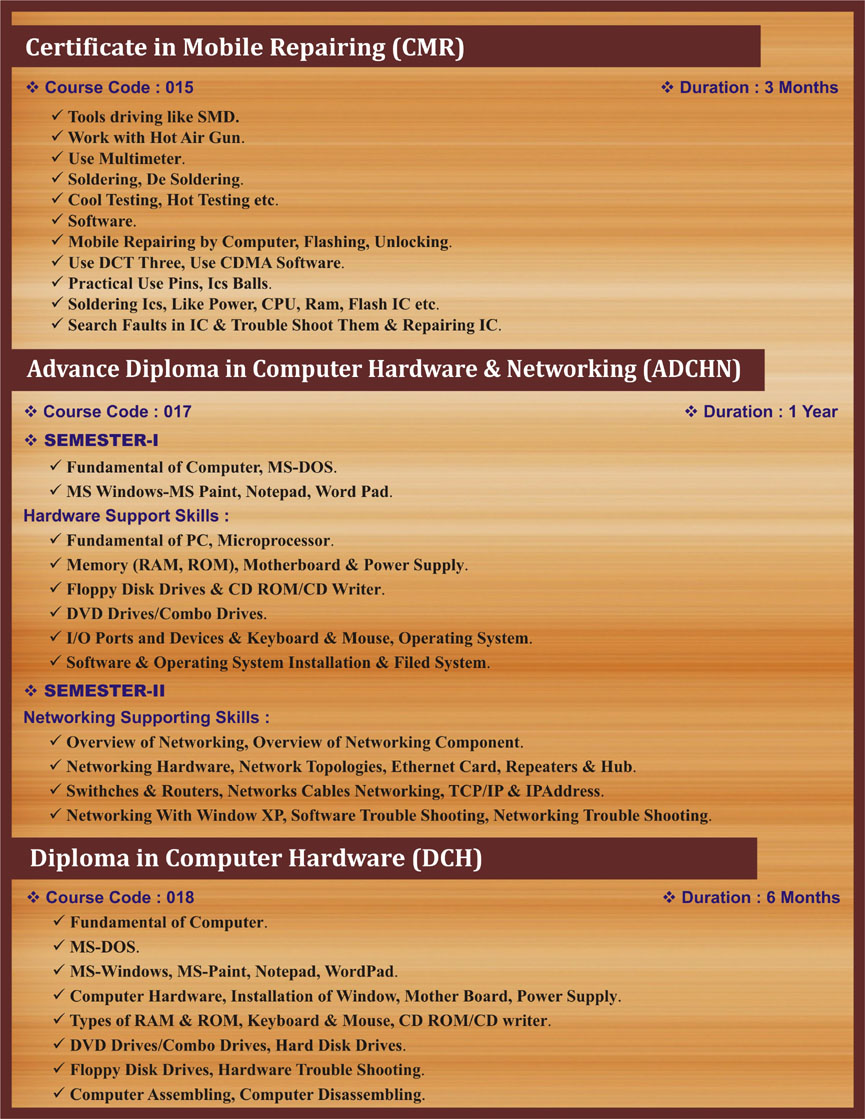 Certificate in Mobile Repairing (CMR)
❖ Course Code : 015 ❖ Duration : 3 Months
✓ Tools driving like SMD.
✓ Work with Hot Air Gun.
✓ Use Multimeter.
✓ Soldering, De Soldering.
✓ Cool Testing, Hot Testing etc.
✓ Software.
✓ Mobile Repairing by Computer, Flashing, Unlocking.
✓ Use DCT Three, Use CDMA Software.
✓ Practical Use Pins, Ics Balls.
✓ Soldering Ics, Like Power, CPU, Ram, Flash IC etc.
✓ Search Faults in IC & Trouble Shoot Them & Repairing IC.
Advance Diploma in Computer Hardware & Networking (ADCHN)
❖ Course Code : 017 ❖ Duration : 1 Year
❖ SEMESTER-I
✓ Fundamental of Computer, MS-DOS.
✓ MS Windows-MS Paint, Notepad, Word Pad.
Hardware Support Skills :
✓ Fundamental of PC, Microprocessor.
✓ Memory (RAM, ROM), Motherboard & Power Supply.
✓ Floppy Disk Drives & CD ROM/CD Writer.
✓ DVD Drives/Combo Drives.
✓ I/O Ports and Devices & Keyboard & Mouse, Operating System.
✓ Software & Operating System Installation & Filed System.
❖ SEMESTER-II
Networking Supporting Skills :
✓ Overview of Networking, Overview of Networking Component.
✓ Networking Hardware, Network Topologies, Ethernet Card, Repeaters & Hub.
✓ Swithches & Routers, Networks Cables Networking, TCP/IP & IPAddress.
✓ Networking With Window XP, Software Trouble Shooting, Networking Trouble Shooting.
Diploma in Computer Hardware (DCH)
❖ Course Code : 018 ❖ Duration : 6 Months
✓ Fundamental of Computer.
✓ MS-DOS.
✓ MS-Windows, MS-Paint, Notepad, WordPad.
✓ Computer Hardware, Installation of Window, Mother Board, Power Supply.
✓ Types of RAM & ROM, Keyboard & Mouse, CD ROM/CD writer.
✓ DVD Drives/Combo Drives, Hard Disk Drives.
✓ Floppy Disk Drives, Hardware Trouble Shooting.
✓ Computer Assembling, Computer Disassembling.